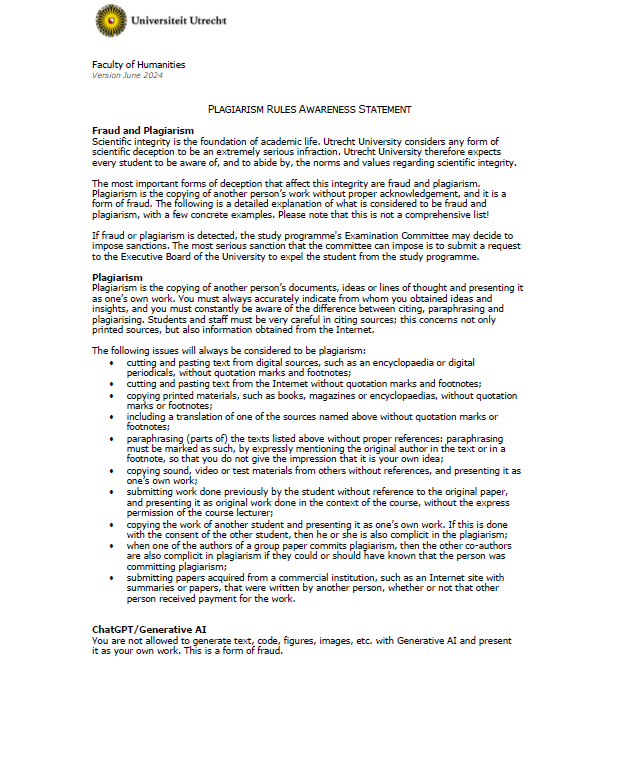 Universiteit Utrecht
Faculty of Humanities
Version June 2024
PLAGIARISM RULES AWARENESS STATEMENT
Fraud and Plagiarism
Scientific integrity is the foundation of academic life. Utrecht University considers any form of
scientific deception to be an extremely serious infraction. Utrecht University therefore expects
every student to be aware of, and to abide by, the norms and values regarding scientific integrity.
The most important forms of deception that affect this integrity are fraud and plagiarism.
Plagiarism is the copying of another person's work without proper acknowledgement, and it is a
form of fraud. The following is a detailed explanation of what is considered to be fraud and
plagiarism, with a few concrete examples. Please note that this is not a comprehensive list!
If fraud or plagiarism is detected, the study programme's Examination Committee may decide to
impose sanctions. The most serious sanction that the committee can impose is to submit a request
to the Executive Board of the University to expel the student from the study programme.
Plagiarism
Plagiarism is the copying of another person's documents, ideas or lines of thought and presenting it
as one's own work. You must always accurately indicate from whom you obtained ideas and
insights, and you must constantly be aware of the difference between citing, paraphrasing and
plagiarising. Students and staff must be very careful in citing sources; this concerns not only
printed sources, but also information obtained from the Internet.
The following issues will always be considered to be plagiarism:
• cutting and pasting text from digital sources, such as an encyclopaedia or digital
periodicals, without quotation marks and footnotes;
• cutting and pasting text from the Internet without quotation marks and footnotes;
• copying printed materials, such as books, magazines or encyclopaedias, without quotation
marks or footnotes;
• including a translation of one of the sources named above without quotation marks or
footnotes;
• paraphrasing (parts of) the texts listed above without proper references: paraphrasing
must be marked as such, by expressly mentioning the original author in the text or in a
footnote, so that you do not give the impression that it is your own idea;
• copying sound, video or test materials from others without references, and presenting it as
one's own work;
• submitting work done previously by the student without reference to the original paper,
and presenting it as original work done in the context of the course, without the express
permission of the course lecturer;
• copying the work of another student and presenting it as one's own work. If this is done
with the consent of the other student, then he or she is also complicit in the plagiarism;
• when one of the authors of a group paper commits plagiarism, then the other co-authors
are also complicit in plagiarism if they could or should have known that the person was
committing plagiarism;
• submitting papers acquired from a commercial institution, such as an Internet site with
summaries or papers, that were written by another person, whether or not that other
person received payment for the work.
ChatGPT/Generative AI
You are not allowed to generate text, code, figures, images, etc. with Generative AI and present
it as your own work. This is a form of fraud.